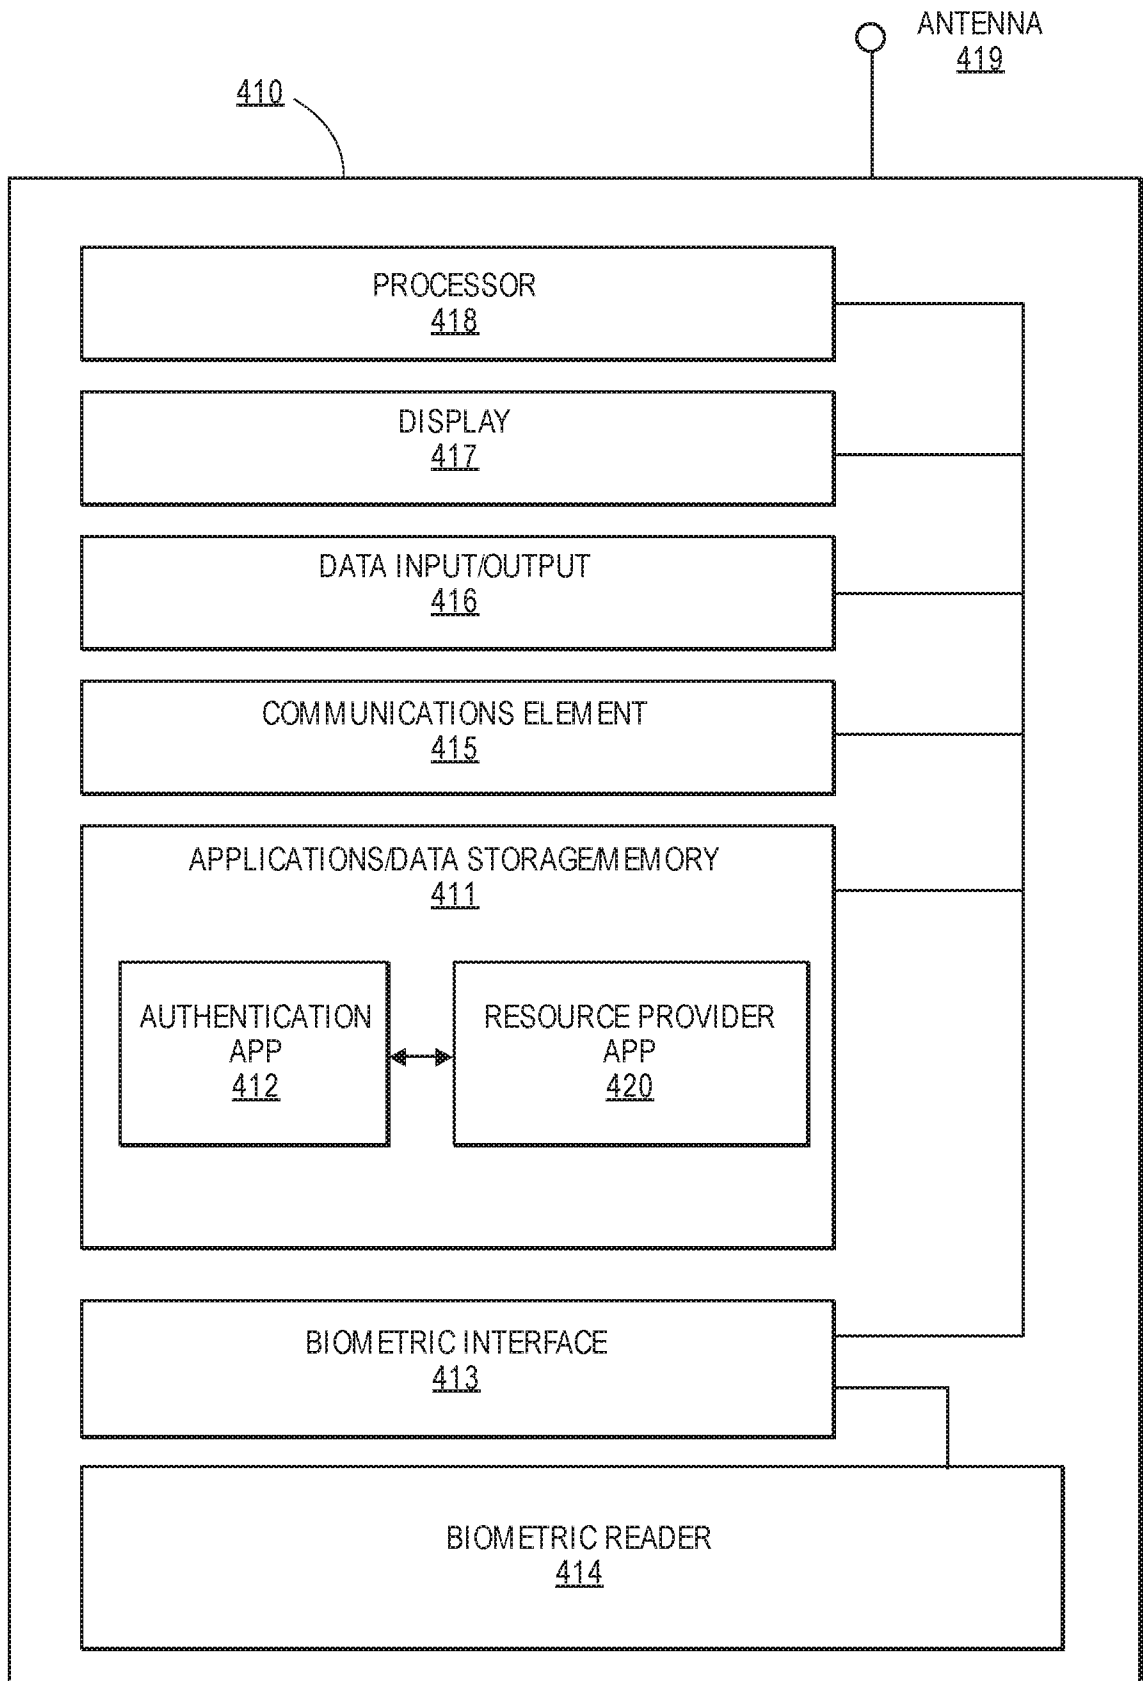 ANTENNA
419
410
PROCESSOR
418
DISPLAY
417
DATA INPUT/OUTPUT
416
COMMUNICATIONS ELEMENT
415
APPLICATIONS/DATA STORAGE/MEMORY
411
AUTHENTICATION
APP
412
RESOURCE PROVIDER
APP
420
BIOMETRIC INTERFACE
413
BIOMETRIC READER
414